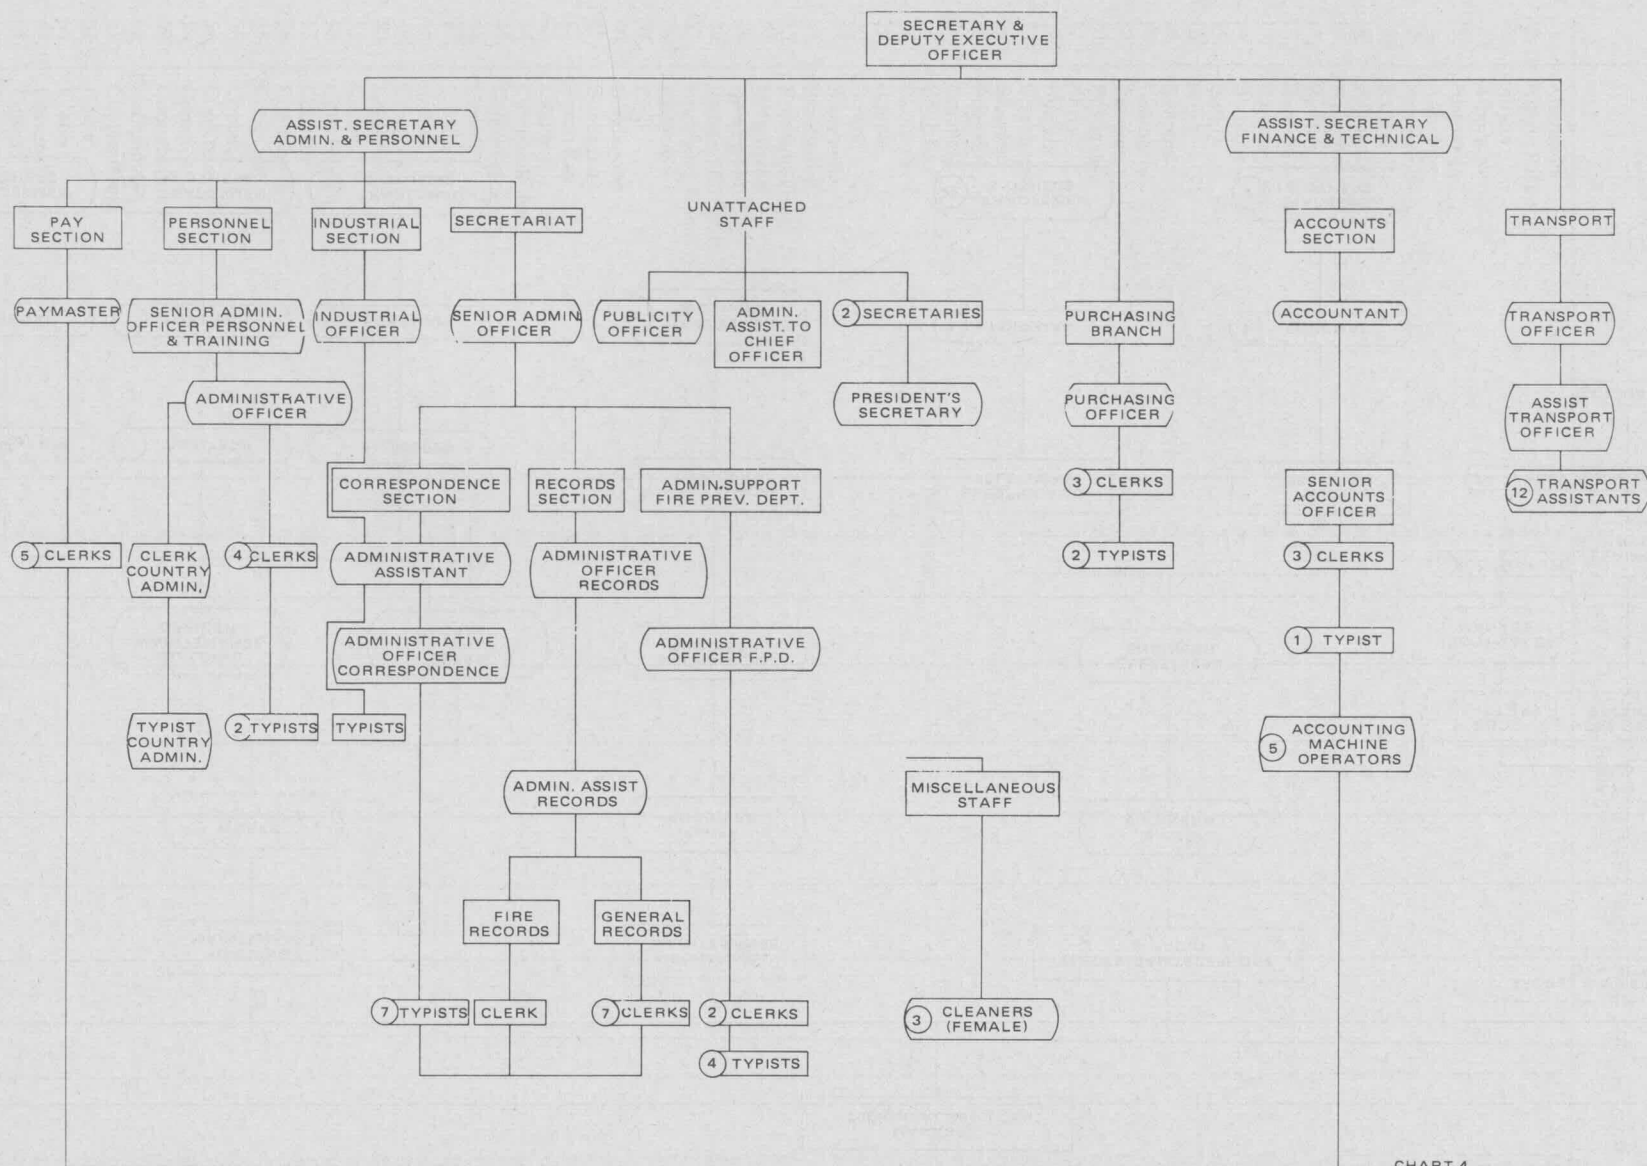 SECRETARY &
DEPUTY EXECUTIVE
OFFICER
ASSIST. SECRETARY
ADMIN. & PERSONNEL
ASSIST. SECRETARY
FINANCE & TECHNICAL
PAY
SECTION
PERSONNEL
SECTION
INDUSTRIAL
SECTION
SECRETARIAT
UNATTACHED
STAFF
ACCOUNTS
SECTION
TRANSPORT
PAYMASTER
SENIOR ADMIN.
OFFICER PERSONNEL
& TRAINING
INDUSTRIAL
OFFICER
SENIOR ADMIN.
OFFICER
PUBLICITY
OFFICER
ADMIN.
ASSIST. TO
CHIEF
OFFICER
2 SECRETARIES
PURCHASING
BRANCH
ACCOUNTANT
TRANSPORT
OFFICER
ADMINISTRATIVE
OFFICER
PRESIDENT'S
SECRETARY
PURCHASING
OFFICER
ASSIST
TRANSPORT
OFFICER
CORRESPONDENCE
SECTION
RECORDS
SECTION
ADMIN. SUPPORT
FIRE PREV. DEPT.
3 CLERKS
SENIOR
ACCOUNTS
OFFICER
12 TRANSPORT
ASSISTANTS
5 CLERKS
CLERK
COUNTRY
ADMIN.
4 CLERKS
ADMINISTRATIVE
ASSISTANT
ADMINISTRATIVE
OFFICER
RECORDS
2 TYPISTS
3 CLERKS
ADMINISTRATIVE
OFFICER
CORRESPONDENCE
ADMINISTRATIVE
OFFICER F.P.D.
1 TYPIST
TYPIST
COUNTRY
ADMIN.
2 TYPISTS
TYPISTS
5 ACCOUNTING
MACHINE
OPERATORS
ADMIN. ASSIST
RECORDS
MISCELLANEOUS
STAFF
FIRE
RECORDS
GENERAL
RECORDS
7 TYPISTS
CLERK
7 CLERKS
2 CLERKS
3 CLEANERS
(FEMALE)
4 TYPISTS
CHART 4